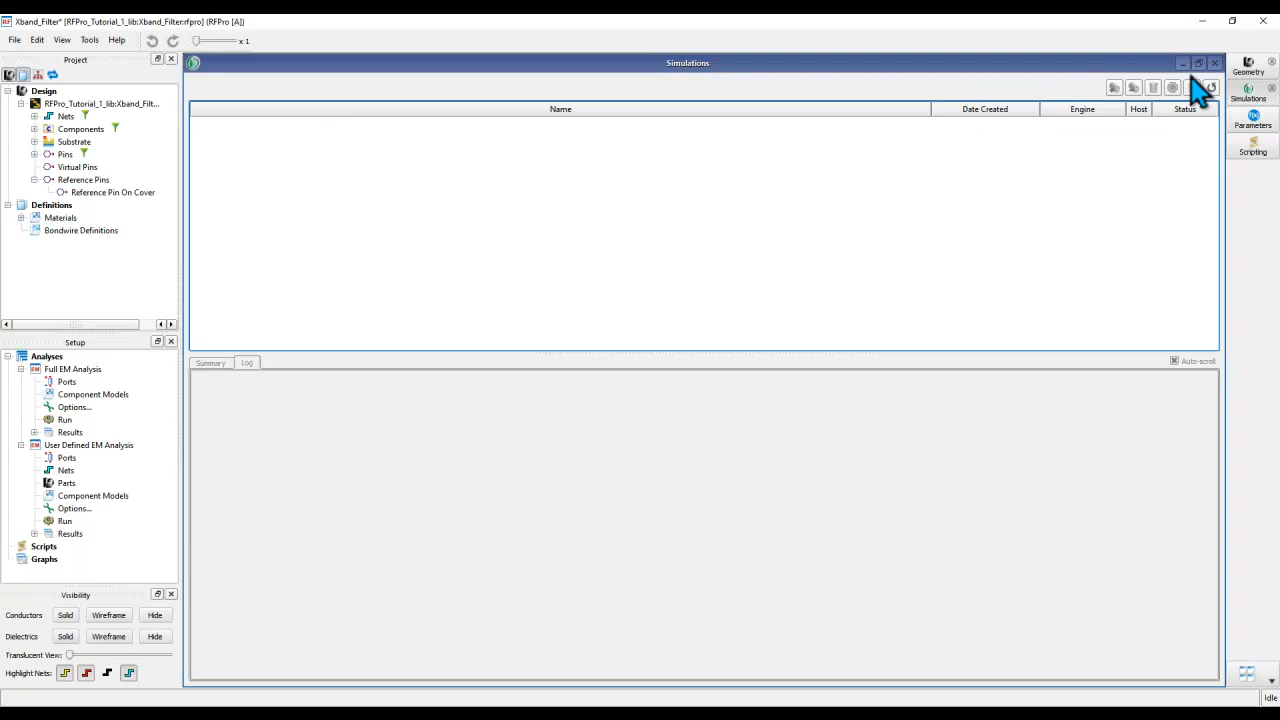 RF Xband_Filter* [RFPro_Tutorial_1_lib:Xband_Filter:rfpro] (RFPro [A])
File Edit View Tools Help x 1
Project
Design
RFPro_Tutorial_1_lib:Xband_Filt...
Nets
Components
Substrate
Pins
Virtual Pins
Reference Pins
Reference Pin On Cover
Definitions
Materials
Bondwire Definitions
Setup
Analyses
EM Full EM Analysis
Ports
Component Models
Options...
Run
Results
EM User Defined EM Analysis
Ports
Nets
Parts
Component Models
Options...
Run
Results
Scripts
Graphs
Visibility
Conductors Solid Wireframe Hide
Dielectrics Solid Wireframe Hide
Translucent View:
Highlight Nets:
Simulations
Name Date Created Engine Host Status
Summary Log Auto-scroll
Geometry
Simulations
Parameters
Scripting
Idle